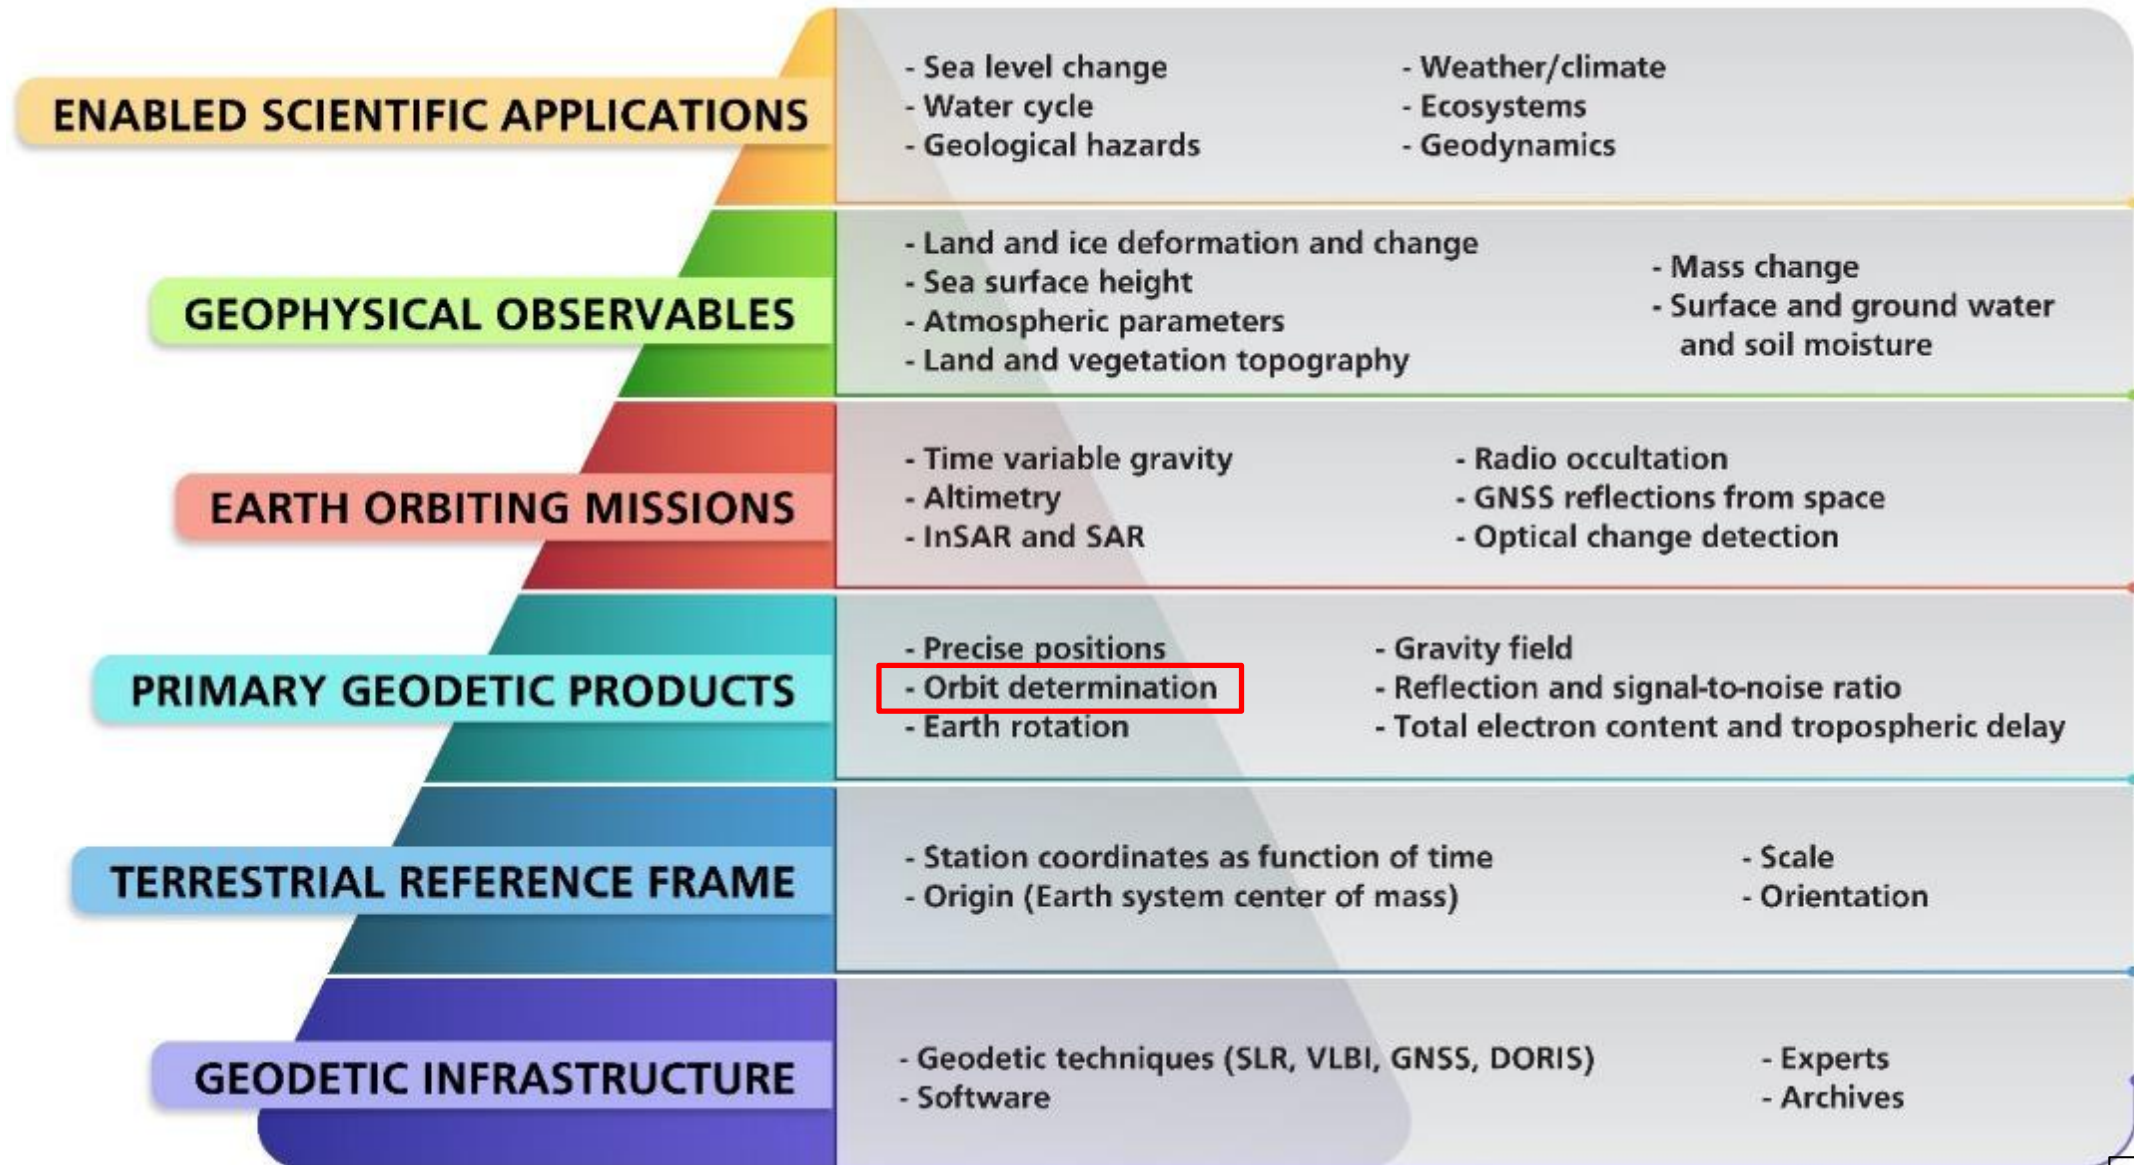 ENABLED SCIENTIFIC APPLICATIONS
- Sea level change
- Water cycle
- Geological hazards
- Weather/climate
- Ecosystems
- Geodynamics
GEOPHYSICAL OBSERVABLES
- Land and ice deformation and change
- Sea surface height
- Atmospheric parameters
- Land and vegetation topography
- Mass change
- Surface and ground water
and soil moisture
EARTH ORBITING MISSIONS
- Time variable gravity
- Altimetry
- InSAR and SAR
- Radio occultation
- GNSS reflections from space
- Optical change detection
PRIMARY GEODETIC PRODUCTS
- Precise positions
- Orbit determination
- Earth rotation
- Gravity field
- Reflection and signal-to-noise ratio
- Total electron content and tropospheric delay
TERRESTRIAL REFERENCE FRAME
- Station coordinates as function of time
- Origin (Earth system center of mass)
- Scale
- Orientation
GEODETIC INFRASTRUCTURE
- Geodetic techniques (SLR, VLBI, GNSS, DORIS)
- Software
- Experts
- Archives